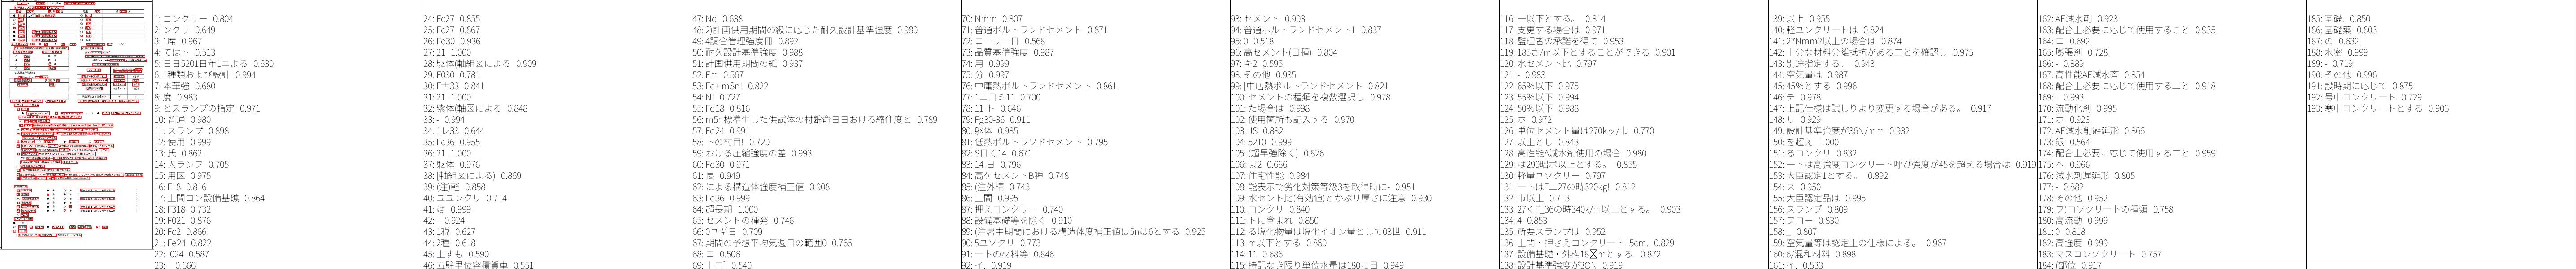 1: コンクリー 0.804
2: ンクリ 0.649
3: 1席 0.967
4: てはト 0.513
5: 日日5201日年1による 0.630
6: 1種類および設計 0.994
7: 本華強 0.680
8: 度 0.983
9: とスランプの指定 0.971
10: 普通 0.980
11: スランプ 0.898
12: 使用 0.999
13: 氏 0.862
14: 人ランフ 0.705
15: 用区 0.975
16: F18 0.816
17: 土間コン設備基礁 0.864
18: F318 0.732
19: F021 0.876
20: Fc2 0.866
21: Fe24 0.822
22: -024 0.587
23: - 0.666
24: Fc27 0.855
25: Fc27 0.867
26: Fe30 0.936
27: 21 1.000
28: 駆体(軸組図による 0.909
29: F030 0.781
30: F世33 0.841
31: 21 1.000
32: 紫体(軸図による 0.848
33: - 0.994
34: 1レ33 0.644
35: Fc36 0.955
36: 21 1.000
37: 駆体 0.976
38: [軸組図による) 0.869
39: (注)軽 0.858
40: ユユンクリ 0.714
41: は 0.999
42: - 0.924
43: 1税 0.627
44: 2種 0.618
45: 上すも 0.590
46: 五駐里位容積賀車 0.551
47: Nd 0.638
48: 2)計画供用期間の級に応じた耐久設計基準強度 0.980
49: 4調合管理強度冊 0.892
50: 耐久設計基準強度 0.988
51: 計画供用期間の紙 0.937
52: Fm 0.567
53: Fq+mSn! 0.822
54: N! 0.727
55: Fd18 0.816
56: m5n標準生した供試体の村齢命日日おける縮住度と 0.789
57: Fd24 0.991
58: トの村目! 0.720
59: おける圧縮強度の差 0.993
60: Fd30 0.971
61: 長 0.949
62: による構造体強度補正値 0.908
63: Fd36 0.999
64: 超長期 1.000
65: セメントの種発 0.746
66: 0ユギ日 0.709
67: 期間の予想平均気週日の範囲0 0.765
68: ロ 0.506
69: 十ロ] 0.540
70: Nmm 0.807
71: 普通ポルトランドセメント 0.871
72: ローリー日 0.568
73: 品質基準強度 0.987
74: 用 0.999
75: 分 0.997
76: 中庸熱ポルトランドセメント 0.861
77: 1ニ日ミ11 0.700
78: 11-ト 0.646
79: Fg30-36 0.911
80: 駆体 0.985
81: 低熱ポルトラソドセメント 0.795
82: S日く14 0.671
83: 14-日 0.796
84: 高ケセメントB種 0.748
85: (注外構 0.743
86: 土間 0.995
87: 押えコンクリー 0.740
88: 設備基礎等を除く 0.910
89: (注暑中期間における構造体度補正値は5nは6とする 0.925
90: 5ユソクリ 0.773
91: ートの材料等 0.846
92: イ. 0.919
93: セメント 0.903
94: 普通ホルトランドセメント1 0.837
95: 0 0.518
96: 高セメント(日種) 0.804
97: キ2 0.595
98: その他 0.935
99: [中店熱ポルトランドセメント 0.821
100: セメントの種類を複数選択し 0.978
101: た場合は 0.998
102: 使用箇所も記入する 0.970
103: JS 0.882
104: 5210 0.999
105: (超早強除く) 0.826
106: ま2 0.666
107: 住宅性能 0.984
108: 能表示で劣化対策等級3を取得時に- 0.951
109: 水セント比(有効値)とかぶり厚さに注意 0.930
110: コンクリ 0.840
111: トに含まれ 0.850
112: る塩化物量は塩化イオン量として03世 0.911
113: m以下とする 0.860
114: 11 0.686
115: 持記なき限り単位水量は180に目 0.949
116: 一以下とする。 0.814
117: 支更する場合は 0.971
118: 監理者の承諾を得て 0.953
119: 185さ/m以下とすることができる 0.901
120: 水セメント比 0.797
121: - 0.983
122: 65%以下 0.975
123: 55%以下 0.994
124: 50%以下 0.988
125: ホ 0.972
126: 単位セメント量は270kッ/市 0.770
127: 以上とし 0.843
128: 高性能A減水剤使用の場合 0.980
129: は290昭ポ以上とする。 0.855
130: 軽量ユソクリー 0.797
131: ートはF二27の時320kg! 0.812
132: 市以上 0.713
133: 27くF_36の時340k/m以上とする。 0.903
134: 4 0.853
135: 所要スランプは 0.952
136: 土間・押さえコンクリート15cm. 0.829
137: 設備基礎・外構18☒mとする. 0.872
138: 設計基準強度が3ON 0.919
139: 以上 0.955
140: 軽コンクリートは 0.824
141: 27Nmm2以上の場合は 0.874
142: 十分な材料分離抵抗があることを確認し 0.975
143: 別途指定する。 0.943
144: 空気量は 0.987
145: 45%とする 0.996
146: チ 0.978
147: 上記仕様は試しりより変更する場合がある。 0.917
148: リ 0.929
149: 設計基準強度が36N/mm 0.932
150: を超え 1.000
151: るコンクリ 0.832
152: ートは高強度コンクリート呼び強度が45を超える場合は 0.919
153: 大臣認定1とする。 0.892
154: ス 0.950
155: 大臣認定品は 0.995
156: スランプ 0.809
157: フロー 0.830
158: _ 0.807
159: 空気量等は認定上の仕様による。 0.967
160: 6/混和材料 0.898
161: イ. 0.533
162: AE減水剤 0.923
163: 配合上必要に応じて使用すること 0.935
164: ロ 0.692
165: 膨張剤 0.728
166: - 0.889
167: 高性能AE減水斉 0.854
168: 配合上必要に応じて使用すること 0.918
169: - 0.993
170: 流動化剤 0.995
171: ホ 0.923
172: AE減水削遅延形 0.866
173: 銀 0.564
174: 配合上必要に応じて使用すること 0.959
175: へ 0.966
176: 減水剤遅延形 0.805
177: - 0.882
178: その他 0.952
179: フ)コソクリートの種類 0.758
180: 高流動 0.999
181: 0 0.818
182: 高強度 0.999
183: マスコンソクリート 0.757
184: (部位 0.917
185: 基礎. 0.850
186: 基礎築 0.803
187: の 0.632
188: が水密 0.999
189: - 0.719
190: その他 0.996
191: 設時期に応じて 0.875
192: 号中コンクリート 0.729
193: 寒中コンクリートとする 0.906